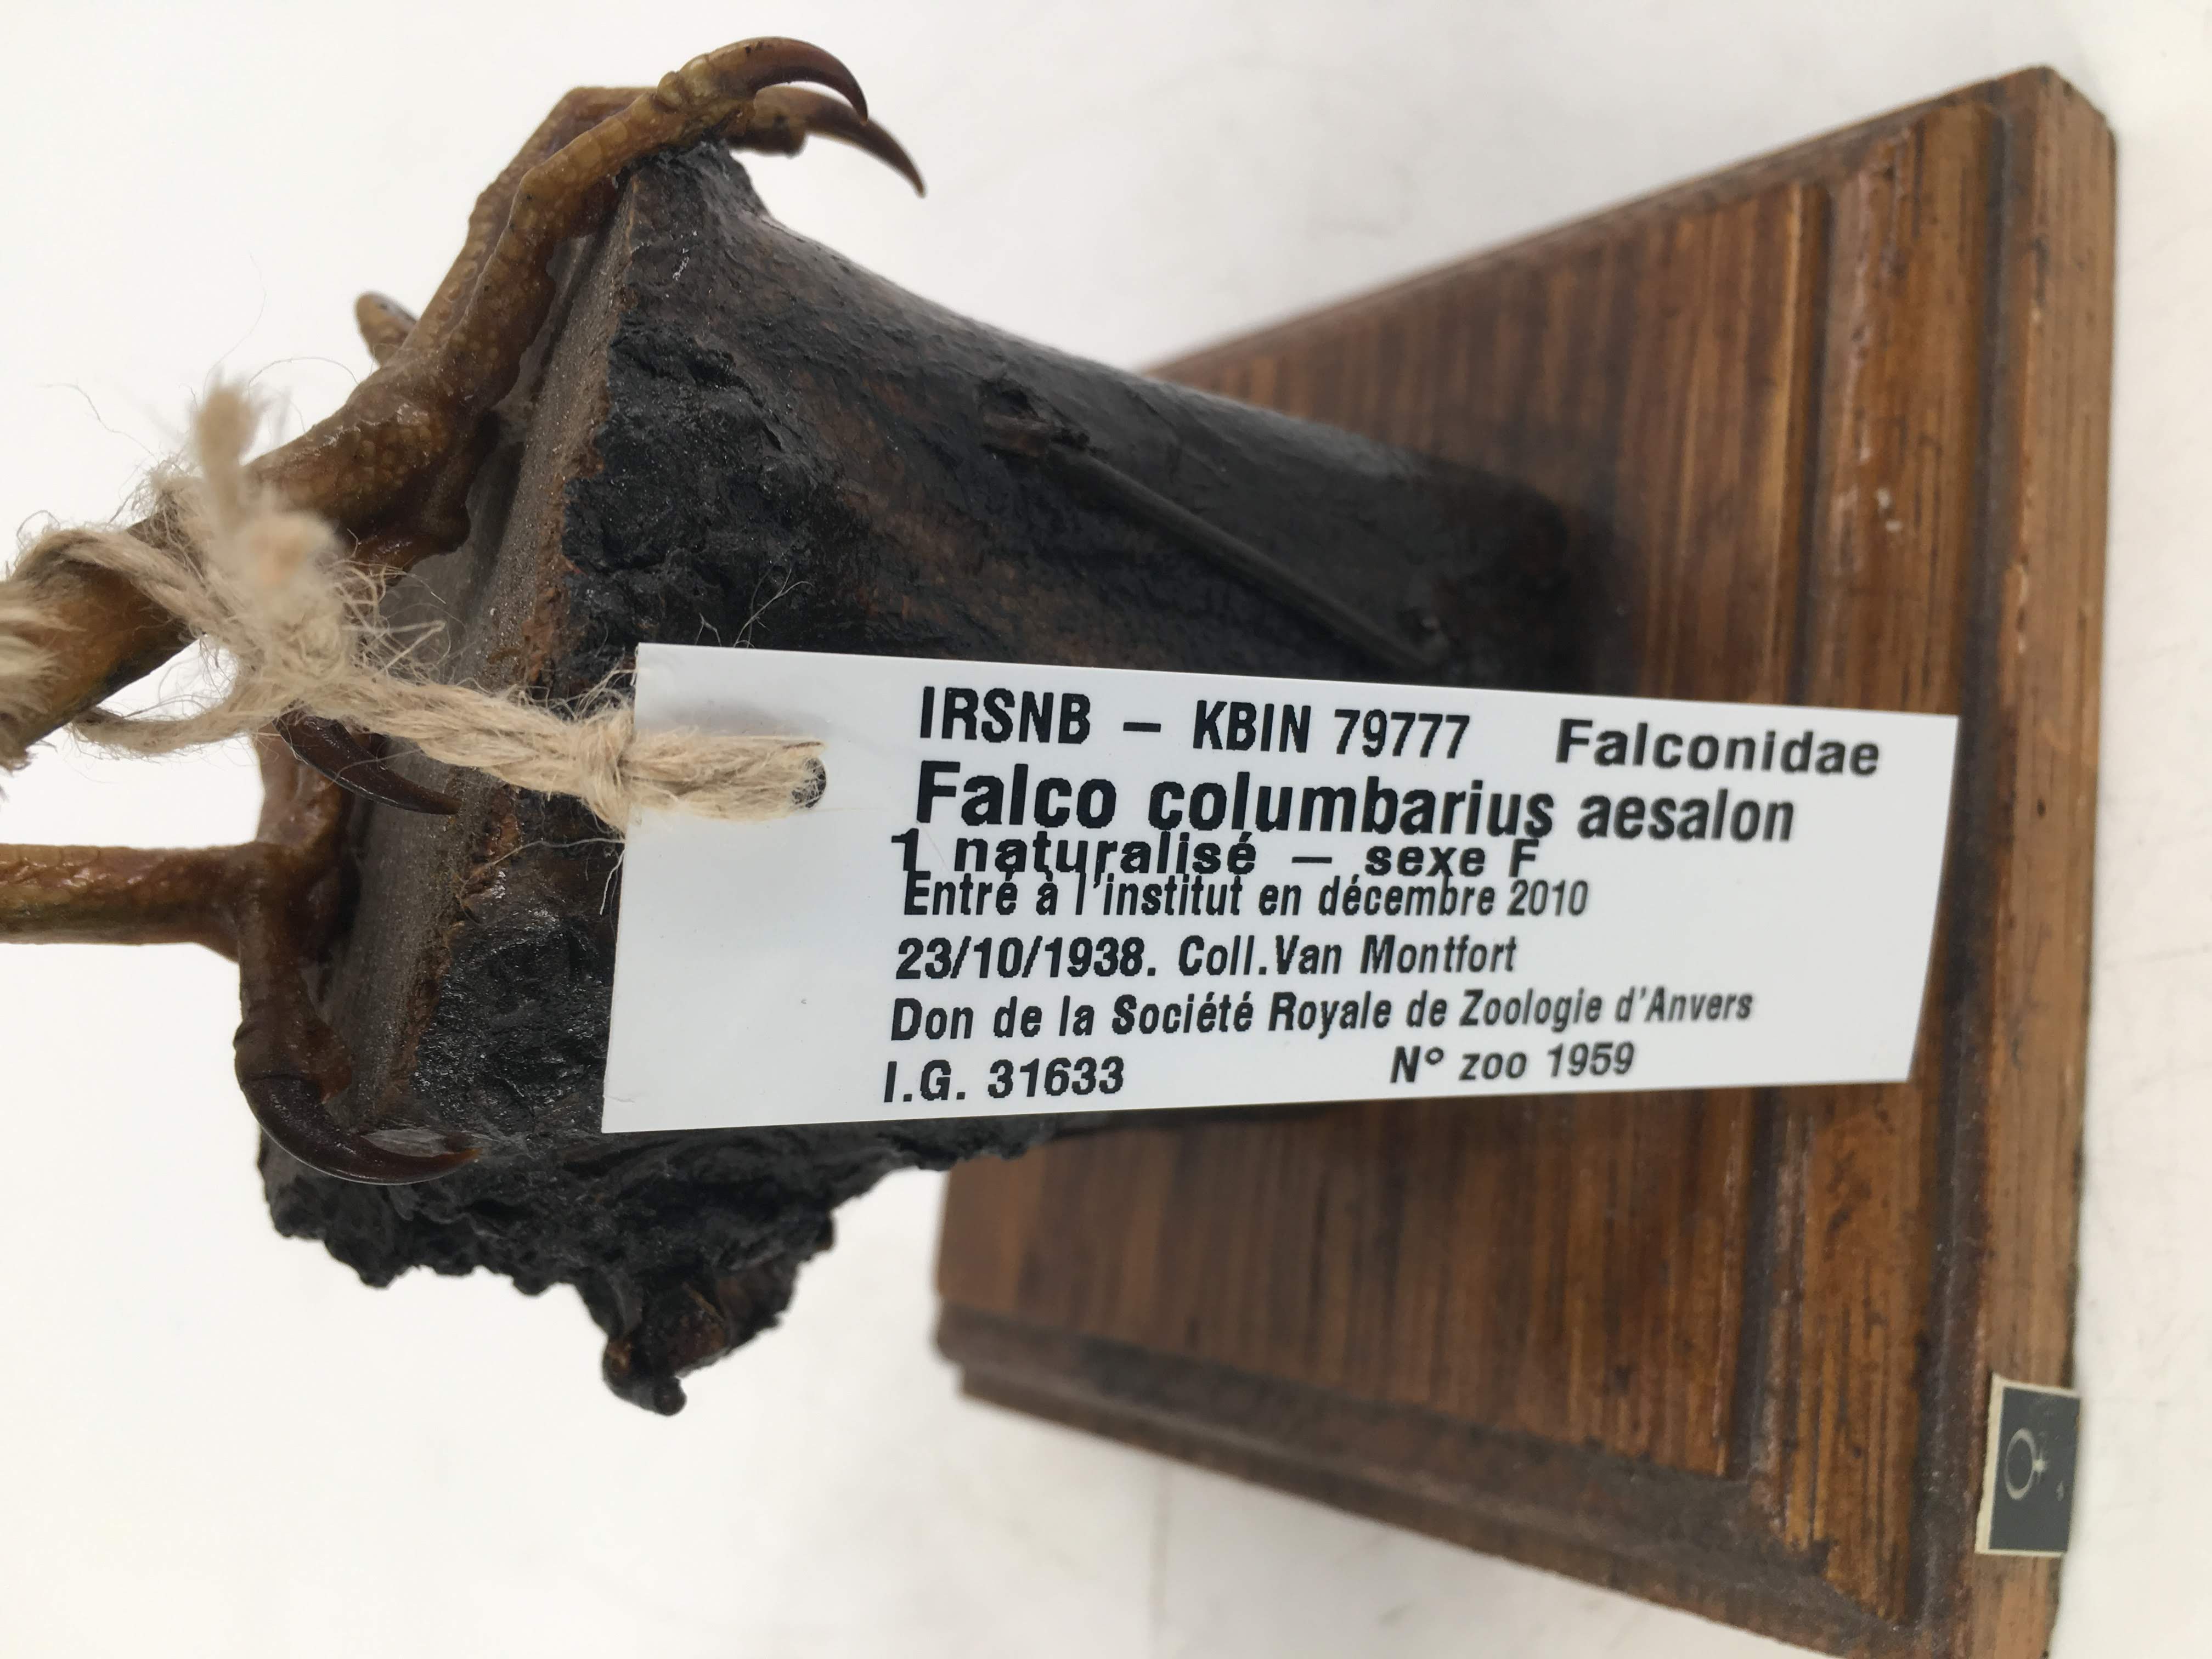 IRSNB – KBIN 79777 Falconidae
Falco columbarius aesalon
1 naturalisé – sexe F
Entré à l'institut en décembre 2010
23/10/1938. Coll.Van Montfort
Don de la Société Royale de Zoologie d'Anvers
I.G. 31633 N° zoo 1959
♀